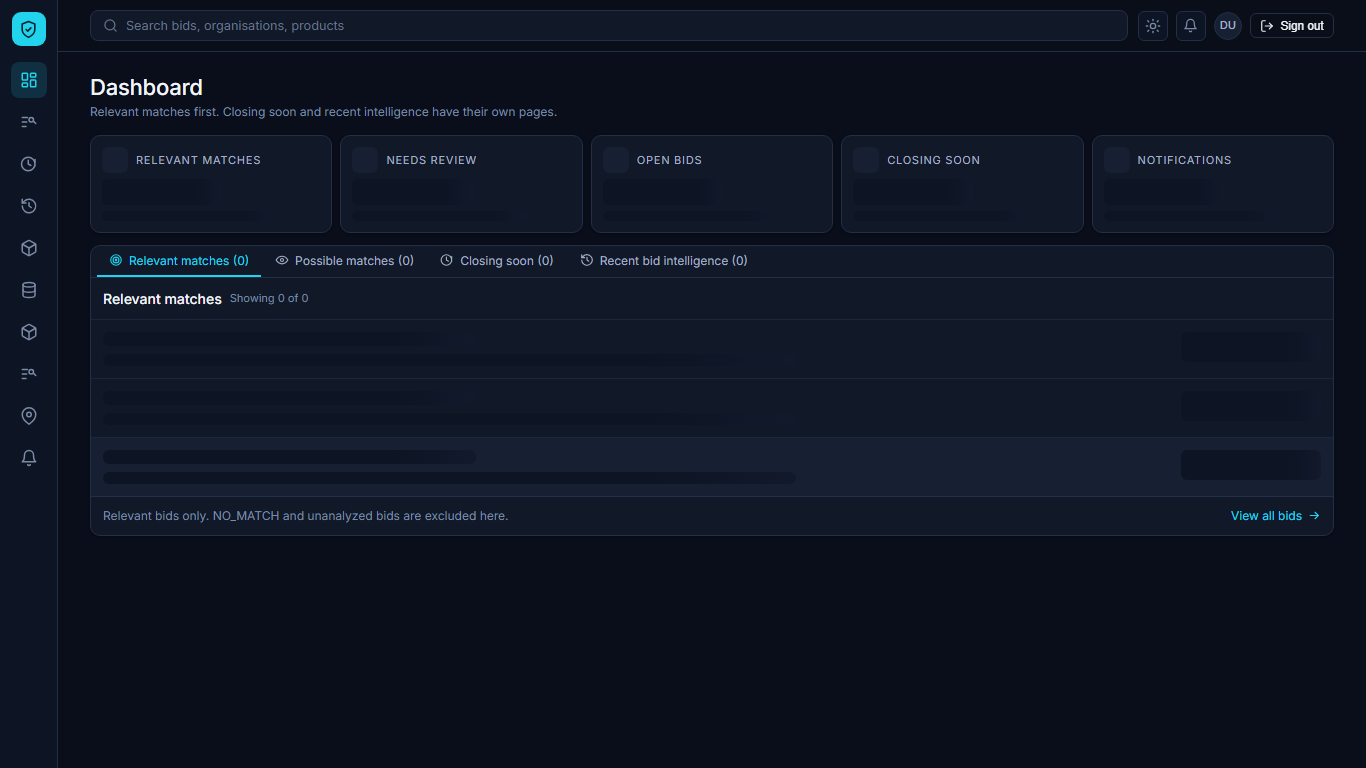 Search bids, organisations, products
DU
Sign out
Dashboard
Relevant matches first. Closing soon and recent intelligence have their own pages.
RELEVANT MATCHES
NEEDS REVIEW
OPEN BIDS
CLOSING SOON
NOTIFICATIONS
Relevant matches (0)
Possible matches (0)
Closing soon (0)
Recent bid intelligence (0)
Relevant matches
Showing 0 of 0
Relevant bids only. NO_MATCH and unanalyzed bids are excluded here.
View all bids →